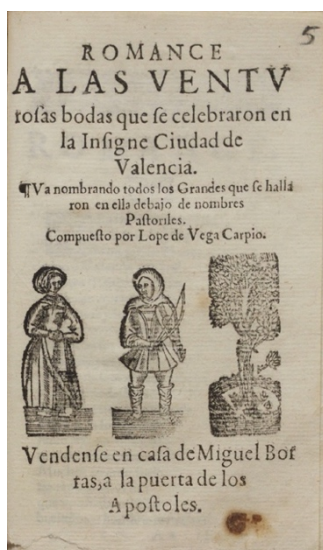 5
ROMANCE
A LAS VENTV
rosas bodas que se celebraron en
la Insigne Ciudad de
Valencia.
¶Va nombrando todos los Grandes que se halla
ron en ella debajo de nombres
Pastoriles.
Compuesto por Lope de Vega Carpio.
Vendense en casa de Miguel Bor
ras, a la puerta de los
Apostoles.